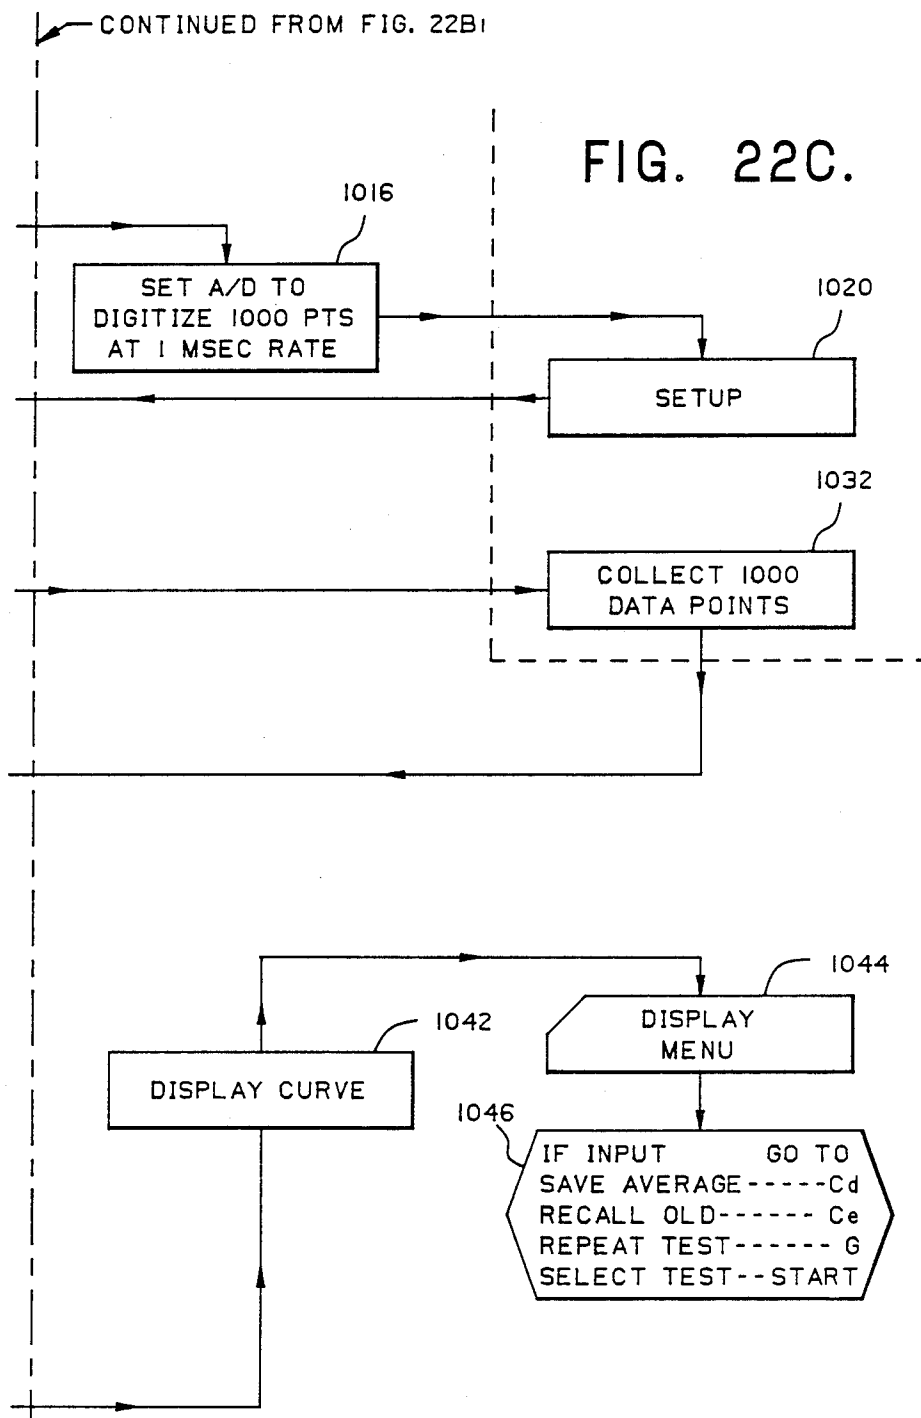 CONTINUED FROM FIG. 22B1
FIG. 22C.
1016
SET A/D TO
DIGITIZE 1000 PTS
AT 1 MSEC RATE
1020
SETUP
1032
COLLECT 1000
DATA POINTS
1044
DISPLAY
MENU
1042
DISPLAY CURVE
1046
IF INPUT GO TO
SAVE AVERAGE-----Cd
RECALL OLD------ Ce
REPEAT TEST------ G
SELECT TEST--START